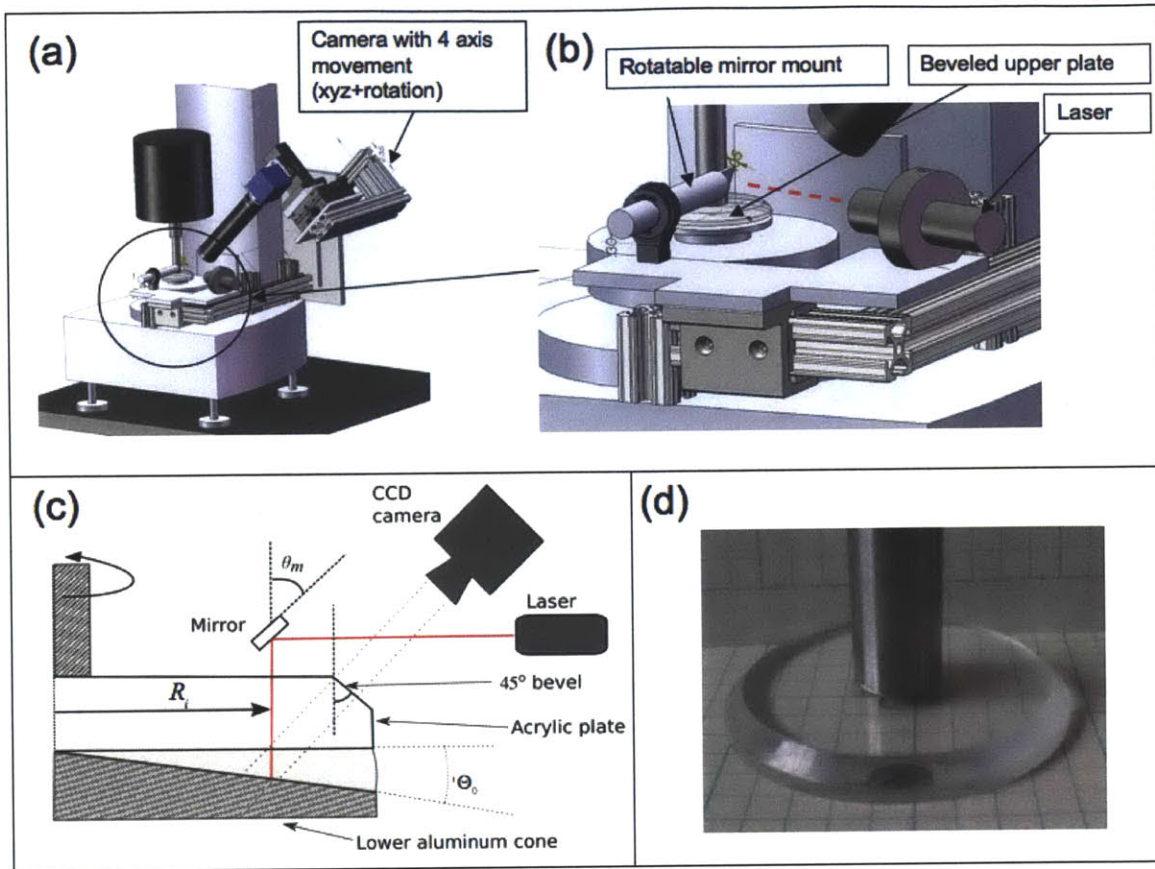 (a)
Camera with 4 axis
movement
(xyz+rotation)
(b)
Rotatable mirror mount
Beveled upper plate
Laser
(c)
CCD
camera
θm
Laser
Mirror
45° bevel
Ri
Acrylic plate
Θ₀
Lower aluminum cone
(d)